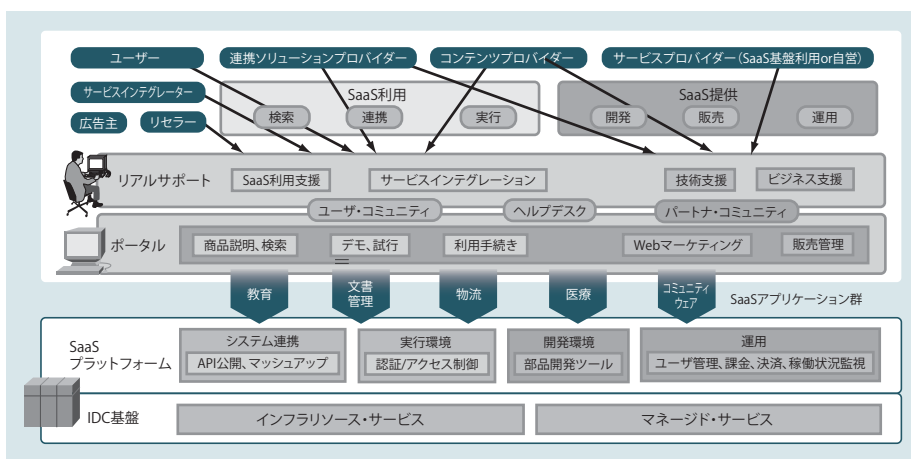 ユーザー
連携ソリューションプロバイダー
コンテンツプロバイダー
サービスプロバイダー(SaaS基盤利用or自営)
サービスインテグレーター
広告主
リセラー
SaaS利用
検索
連携
実行
SaaS提供
開発
販売
運用
リアルサポート
SaaS利用支援
サービスインテグレーション
技術支援
ビジネス支援
ユーザ・コミュニティ
ヘルプデスク
パートナ・コミュニティ
ポータル
商品説明、検索
デモ、試行
利用手続き
Webマーケティング
販売管理
教育
文書
管理
物流
医療
コミュニティ
ウェア
SaaSアプリケーション群
SaaS
プラットフォーム
システム連携
API公開、マッシュアップ
実行環境
認証/アクセス制御
開発環境
部品開発ツール
運用
ユーザ管理、課金、決済、稼働状況監視
IDC基盤
インフラリソース・サービス
マネージド・サービス